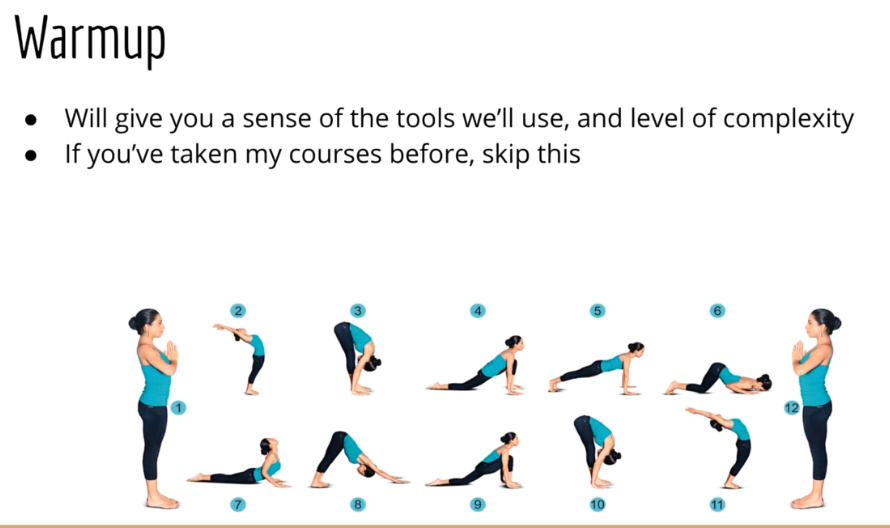 Warmup
● Will give you a sense of the tools we’ll use, and level of complexity
● If you’ve taken my courses before, skip this
2 3 4 5 6
1 12
7 8 9 10 11